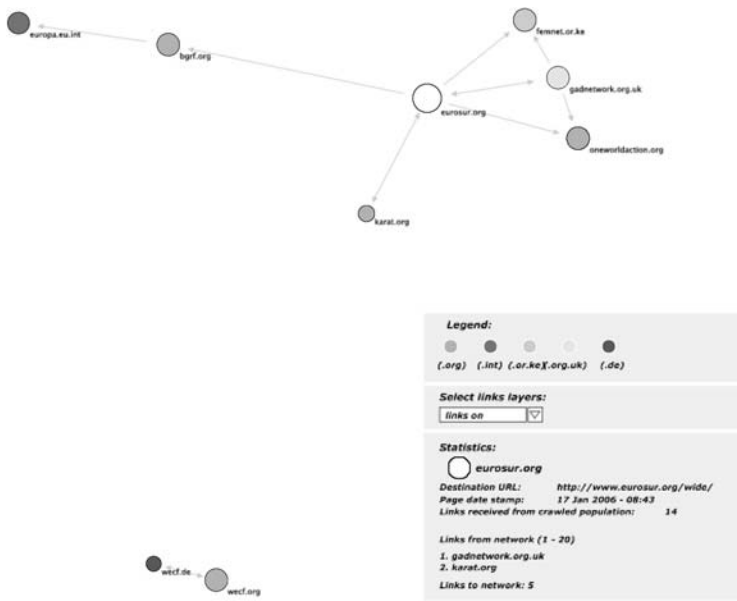 femnet.or.ke
europa.eu.int
bgrf.org
gadnetwork.org.uk
eurosur.org
oneworldaction.org
karat.org
Legend:
(.org) (.int) (.or.ke) (.org.uk) (.de)
Select links layers:
links on
Statistics:
eurosur.org
Destination URL: http://www.eurosur.org/wide/
Page date stamp: 17 Jan 2006 - 08:43
Links received from crawled population: 14
Links from network (1 - 20)
1. gadnetwork.org.uk
2. karat.org
Links to network: 5
wecf.de
wecf.org